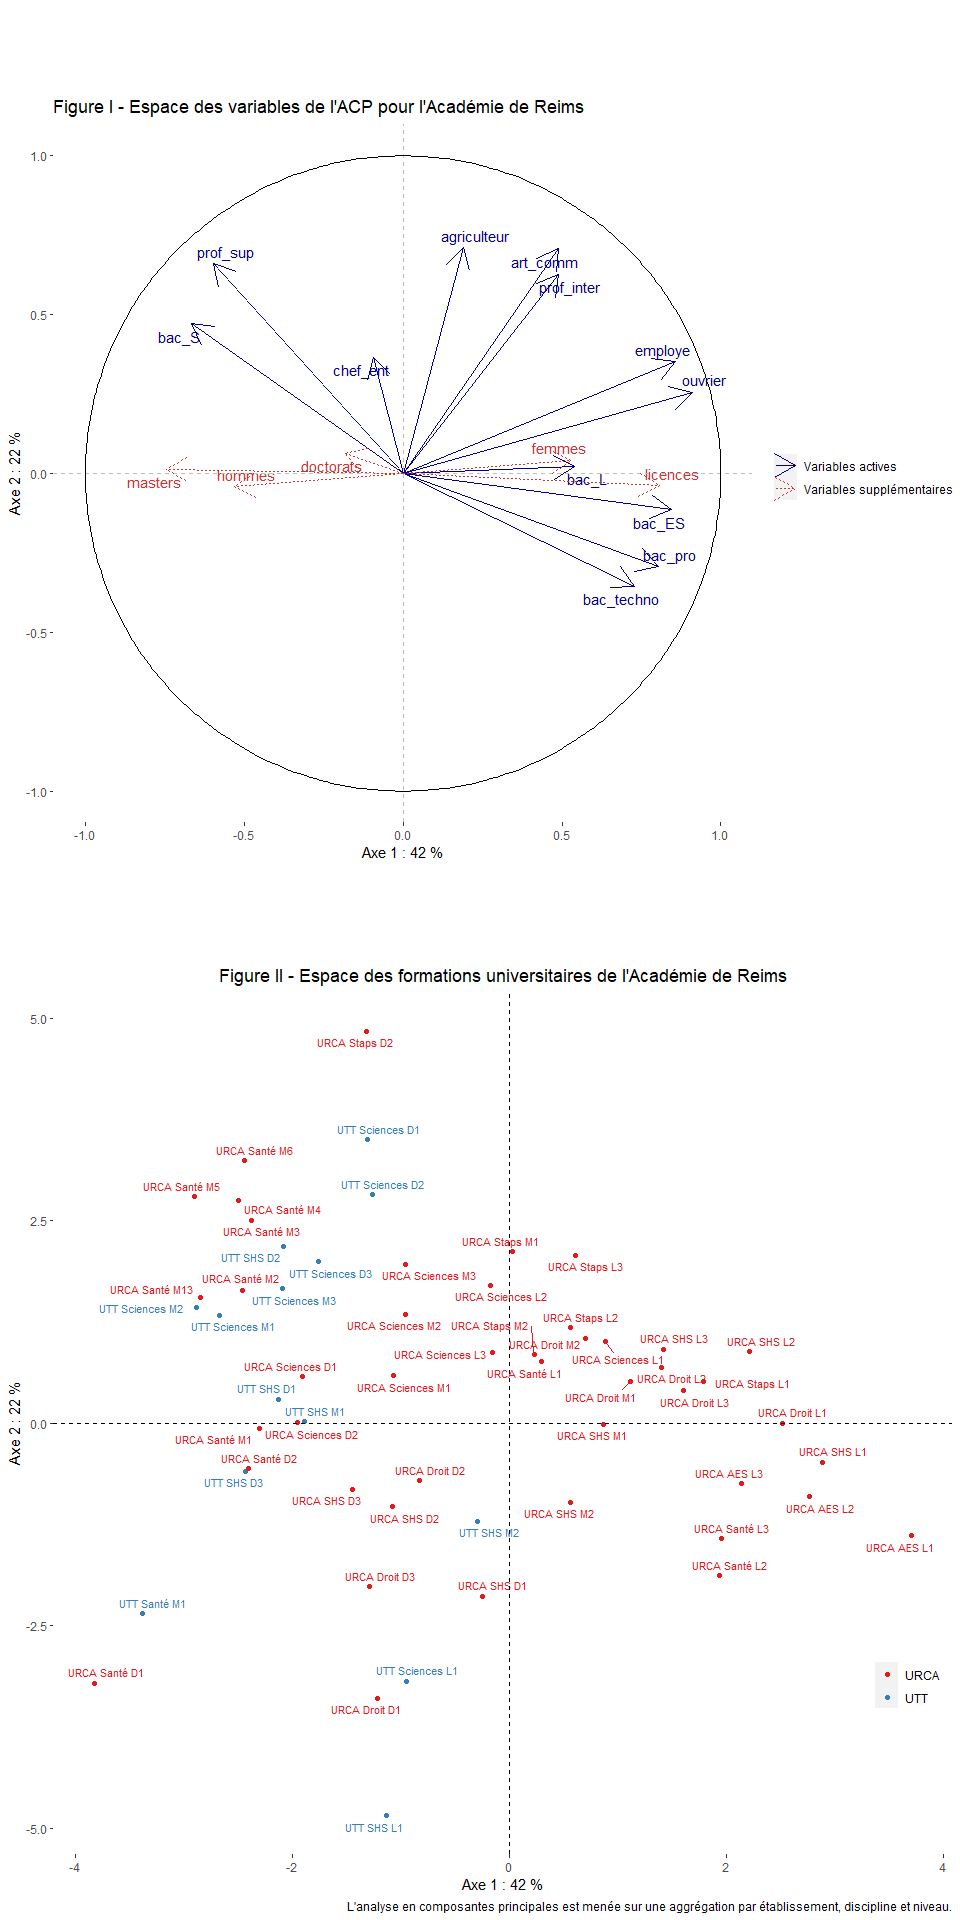 Figure I - Espace des variables de l'ACP pour l'Académie de Reims
1.0
agriculteur
prof_sup
art_comm
prof_inter
0.5
bac_S
employe
chef_ent
ouvrier
femmes
doctorats
Variables actives
0.0
masters
hommes
bac_L
licences
Variables supplémentaires
Axe 2 : 22 %
bac_ES
bac_pro
bac_techno
-0.5
-1.0
-1.0
-0.5
0.0
0.5
1.0
Axe 1 : 42 %
Figure II - Espace des formations universitaires de l'Académie de Reims
5.0
URCA Staps D2
UTT Sciences D1
URCA Santé M6
URCA Santé M5
UTT Sciences D2
URCA Santé M4
2.5
URCA Santé M3
URCA Staps M1
UTT SHS D2
URCA Staps L3
UTT Sciences D3
URCA Sciences M3
URCA Santé M2
URCA Santé M13
URCA Sciences L2
UTT Sciences M3
UTT Sciences M2
URCA Staps L2
UTT Sciences M1
URCA Sciences M2
URCA Staps M2
URCA SHS L3
URCA SHS L2
URCA Droit M2
URCA Sciences L3
URCA Sciences L1
URCA Sciences D1
URCA Santé L1
URCA Droit L2
URCA Staps L1
UTT SHS D1
URCA Sciences M1
URCA Droit M1
URCA Droit L3
UTT SHS M1
URCA Droit L1
0.0
URCA Santé M1
URCA Sciences D2
URCA SHS M1
Axe 2 : 22 %
URCA SHS L1
URCA Santé D2
URCA Droit D2
URCA AES L3
UTT SHS D3
URCA SHS D3
URCA AES L2
URCA SHS D2
URCA SHS M2
UTT SHS M2
URCA Santé L3
URCA AES L1
URCA Santé L2
URCA Droit D3
URCA SHS D1
UTT Santé M1
-2.5
URCA Santé D1
UTT Sciences L1
URCA
UTT
URCA Droit D1
UTT SHS L1
-5.0
-4
-2
0
2
4
Axe 1 : 42 %
L'analyse en composantes principales est menée sur une aggrégation par établissement, discipline et niveau.